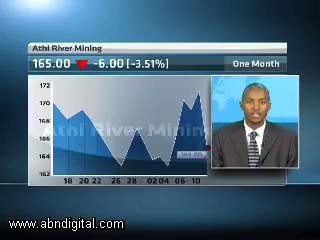 Athi River Mining
165.00 -6.00 [-3.51%] One Month
172
170
168
166
164
162
Athi River Mining
165.00
18 20 22 26 28 02 04 06 10
www.abndigital.com